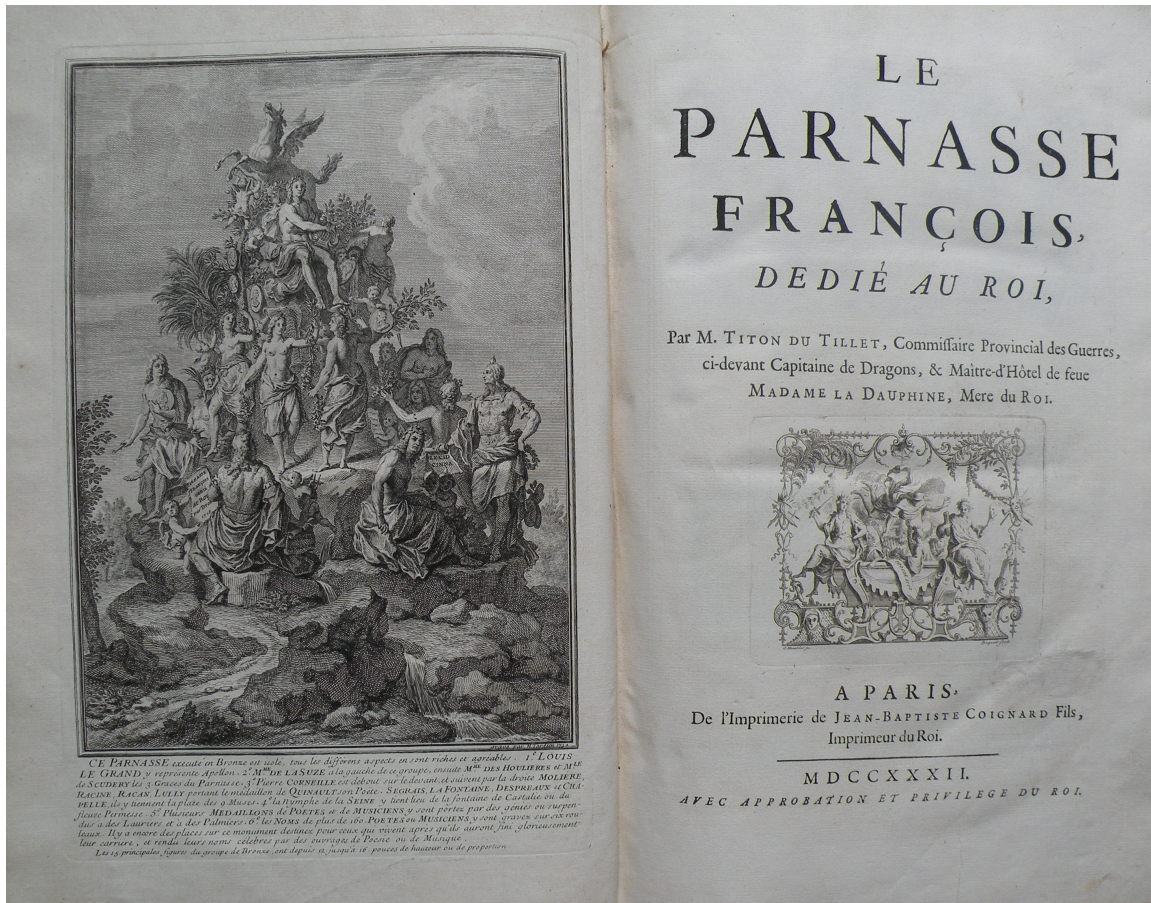 CE PARNASSE executé en Bronze est isolé, tous les différens aspects en sont riches et agréables. 1.º LOUIS
LE GRAND y représente Apollon. 2.º M.me DE LA SUZE a la gauche de ce groupe, ensuite M.me DES HOULIERES et M.lle
de SCUDERY les 3 Graces du Parnasse. 3.º Pierre CORNEILLE est debout sur le devant, et suivent par la droite MOLIERE,
RACINE, RACAN, LULLY portant le medaillon de QUINAULT son Poëte. SEGRAIS, LA FONTAINE, DESPREAUX et CHA-
PELLE, ils y tiennent la place des 9 Muses. 4.º la Nymphe de la SEINE y tient lieu de la fontaine de Castalie ou du
fleuve Permesse. 5.º Plusieurs MEDAILLONS de POETES et de MUSICIENS y sont portez par des génies ou suspen-
dus a des Lauriers et a des Palmiers. 6.º les NOMS de plus de 160 POETES ou MUSICIENS y sont gravez sur six rou-
leaux. Il y a encore des places sur ce monument destinez pour ceux qui vivent apres qu'ils auront fini glorieusement
leur carriere, et rendu leurs noms celebres par des ouvrages de Poesie ou de Musique.
Les 15 principales figures du groupe de Bronze, ont depuis 12 jusqu'a 16 pouces de hauteur ou de proportion.
LE
PARNASSE
FRANÇOIS,
DEDIÉ AU ROI,
Par M. TITON DU TILLET, Commissaire Provincial des Guerres,
ci-devant Capitaine de Dragons, & Maître-d'Hôtel de feue
MADAME LA DAUPHINE, Mere du ROI.
A PARIS,
De l'Imprimerie de JEAN-BAPTISTE COIGNARD Fils,
Imprimeur du Roi.
MDCCXXXII.
AVEC APPROBATION ET PRIVILEGE DU ROI.